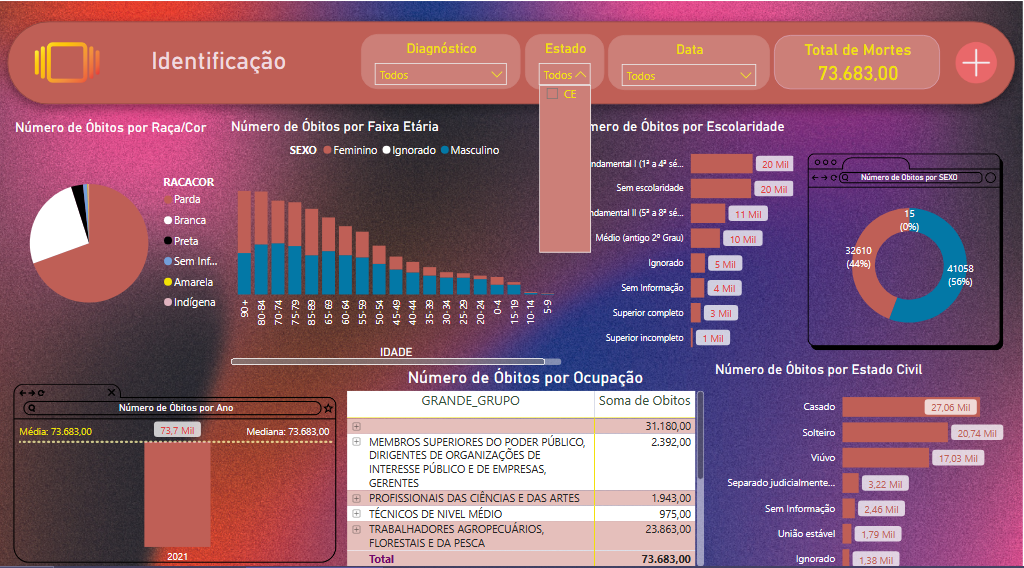 Identificação
Diagnóstico
Todos
Estado
Todos
CE
Data
Todos
Total de Mortes
73.683,00
Número de Óbitos por Raça/Cor
RACACOR
Parda
Branca
Preta
Sem Inf...
Amarela
Indígena
Número de Óbitos por Faixa Etária
SEXO Feminino Ignorado Masculino
90+ 80-84 70-74 75-79 85-89 65-69 60-64 55-59 50-54 45-49 40-44 35-39 30-34 25-29 20-24 0-4 15-19 10-14 5-9
IDADE
mero de Óbitos por Escolaridade
ndamental I (1ª a 4ª sé... 20 Mil
Sem escolaridade 20 Mil
ndamental II (5ª a 8ª sé... 11 Mil
Médio (antigo 2º Grau) 10 Mil
Ignorado 5 Mil
Sem Informação 4 Mil
Superior completo 3 Mil
Superior incompleto 1 Mil
Número de Óbitos por SEXO
15
(0%)
32610
(44%)
41058
(56%)
Número de Óbitos por Ano
Média: 73.683,00 73,7 Mil Mediana: 73.683,00
2021
Número de Óbitos por Ocupação
GRANDE_GRUPO Soma de Obitos
31.180,00
MEMBROS SUPERIORES DO PODER PÚBLICO, 2.392,00
DIRIGENTES DE ORGANIZAÇÕES DE
INTERESSE PÚBLICO E DE EMPRESAS,
GERENTES
PROFISSIONAIS DAS CIÊNCIAS E DAS ARTES 1.943,00
TÉCNICOS DE NIVEL MÉDIO 975,00
TRABALHADORES AGROPECUÁRIOS, 23.863,00
FLORESTAIS E DA PESCA
Total 73.683,00
Número de Óbitos por Estado Civil
Casado 27,06 Mil
Solteiro 20,74 Mil
Viúvo 17,03 Mil
Separado judicialmente... 3,22 Mil
Sem Informação 2,46 Mil
União estável 1,79 Mil
Ignorado 1,38 Mil